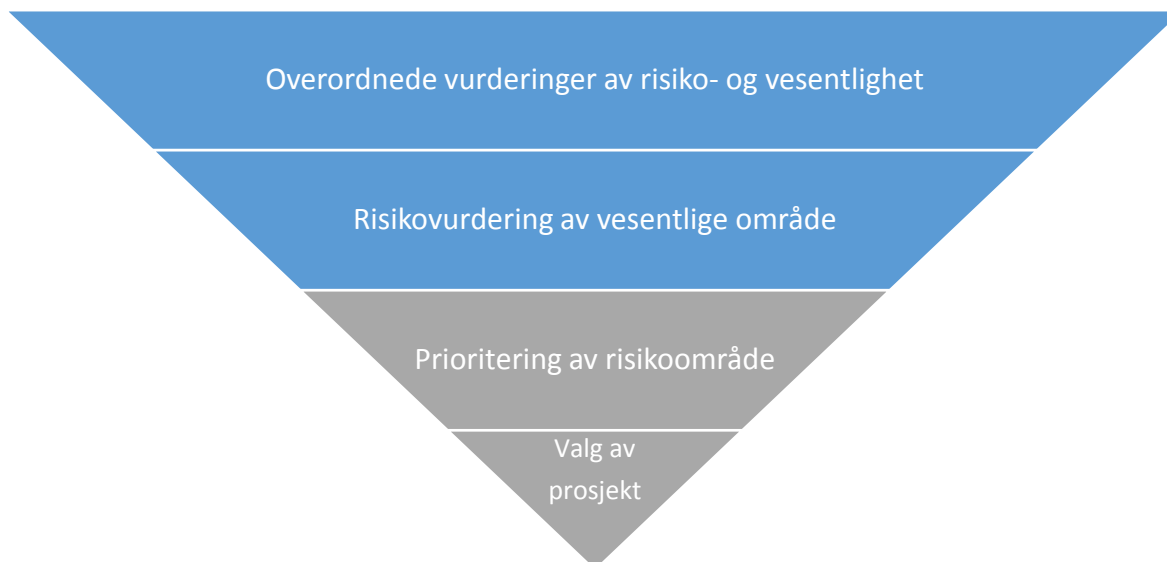 Overordnede vurderinger av risiko- og vesentlighet
Risikovurdering av vesentlige område
Prioritering av risikoområde
Valg av
prosjekt